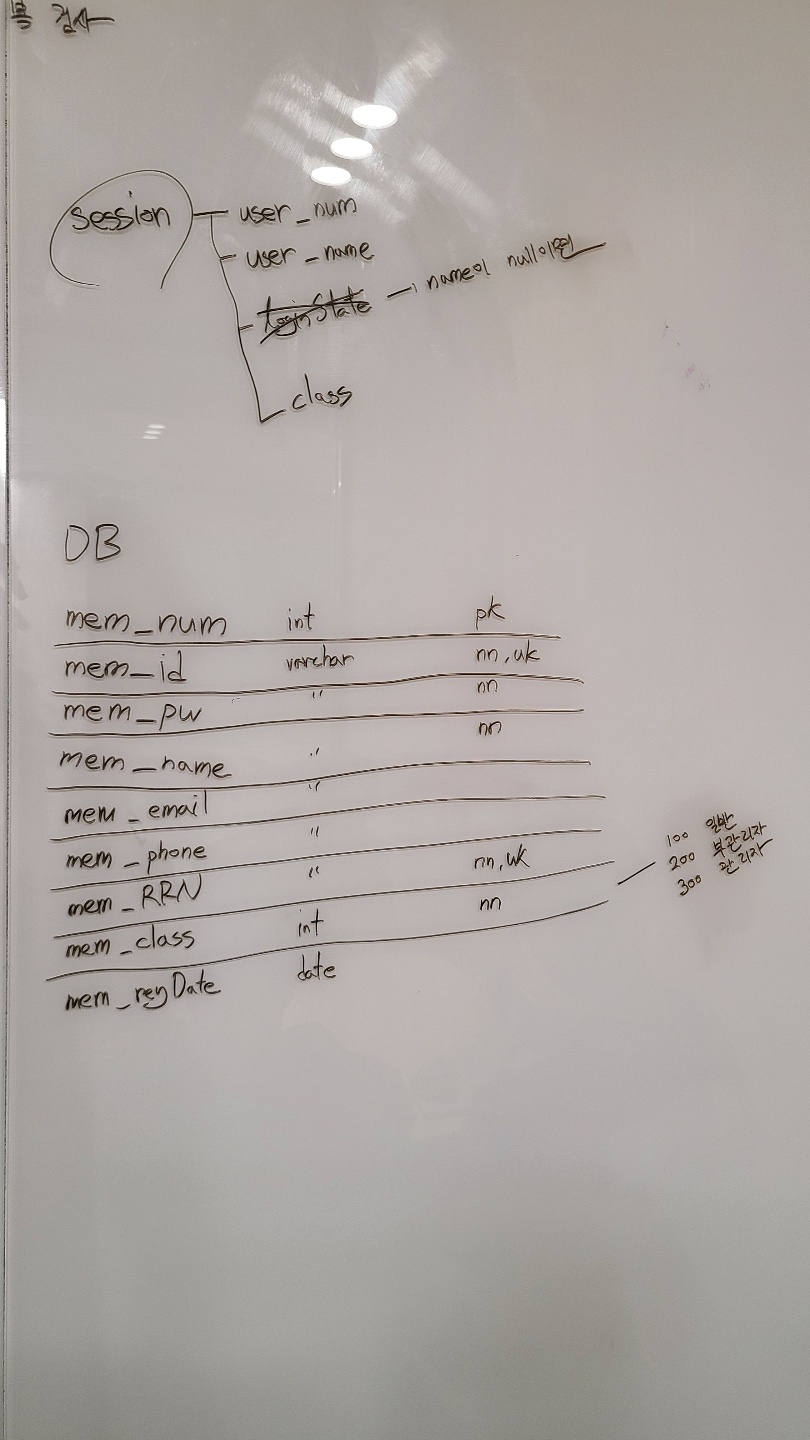 검사
session user_num
user_name
loginState → name이 null이면
class
DB
mem_num int pk
mem_id varchar nn, uk
mem_pw " nn
mem_name " nn
mem_email "
mem_phone "
mem_RRN " nn, uk
mem_class int nn
100 일반
200 부관리자
300 관리자
mem_regDate date